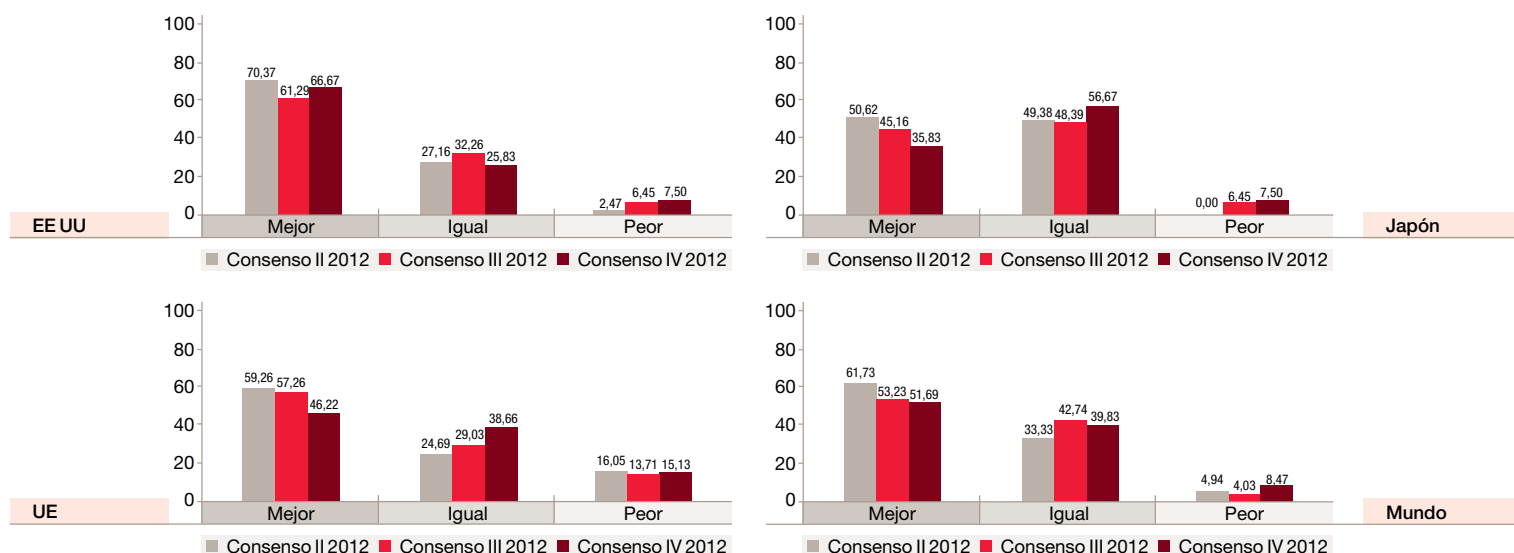 EE UU
100
80
60
40
20
0
70,37 61,29 66,67
27,16 32,26 25,83
2,47 6,45 7,50
Mejor Igual Peor
Consenso II 2012 Consenso III 2012 Consenso IV 2012
Japón
100
80
60
40
20
0
50,62 45,16 35,83
49,38 48,39 56,67
0,00 6,45 7,50
Mejor Igual Peor
Consenso II 2012 Consenso III 2012 Consenso IV 2012
UE
100
80
60
40
20
0
59,26 57,26 46,22
24,69 29,03 38,66
16,05 13,71 15,13
Mejor Igual Peor
Consenso II 2012 Consenso III 2012 Consenso IV 2012
Mundo
100
80
60
40
20
0
61,73 53,23 51,69
33,33 42,74 39,83
4,94 4,03 8,47
Mejor Igual Peor
Consenso II 2012 Consenso III 2012 Consenso IV 2012